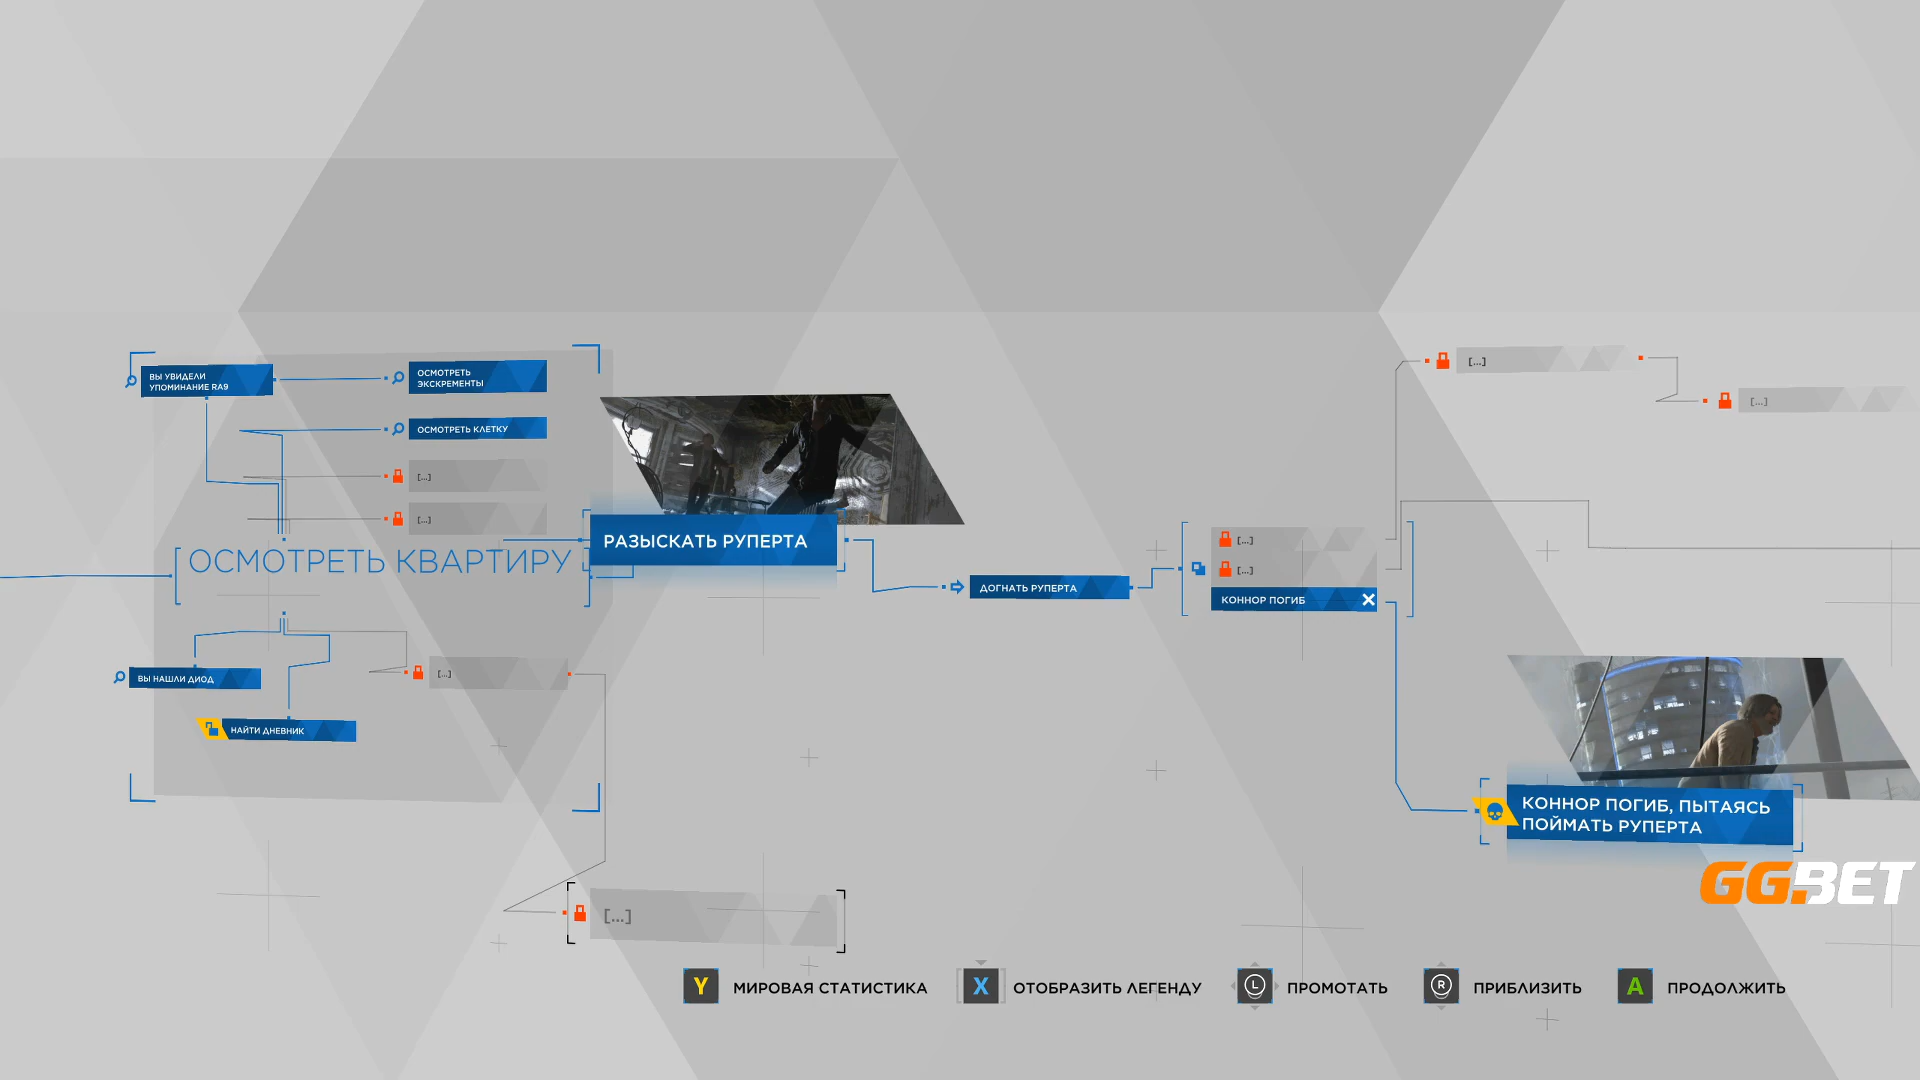 ВЫ УВИДЕЛИ
УПОМИНАНИЕ RA9
ОСМОТРЕТЬ
ЭКСКРЕМЕНТЫ
ОСМОТРЕТЬ КЛЕТКУ
[...]
[...]
ОСМОТРЕТЬ КВАРТИРУ
ВЫ НАШЛИ ДИОД
НАЙТИ ДНЕВНИК
[...]
[...]
РАЗЫСКАТЬ РУПЕРТА
ДОГНАТЬ РУПЕРТА
[...]
[...]
КОННОР ПОГИБ
[...]
[...]
КОННОР ПОГИБ, ПЫТАЯСЬ
ПОЙМАТЬ РУПЕРТА
GG.BET
Y МИРОВАЯ СТАТИСТИКА X ОТОБРАЗИТЬ ЛЕГЕНДУ L ПРОМОТАТЬ R ПРИБЛИЗИТЬ A ПРОДОЛЖИТЬ